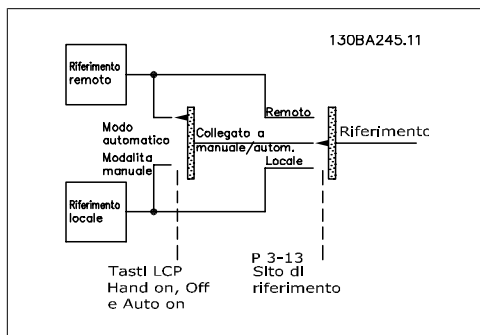 130BA245.11
Riferimento
remoto
Remoto
Modo
automatico
Collegato a
manuale/autom.
Riferimento
Modalita
manuale
Locale
Riferimento
locale
Tasti LCP
Hand on, Off
e Auto on
P 3-13
Sito di
riferimento